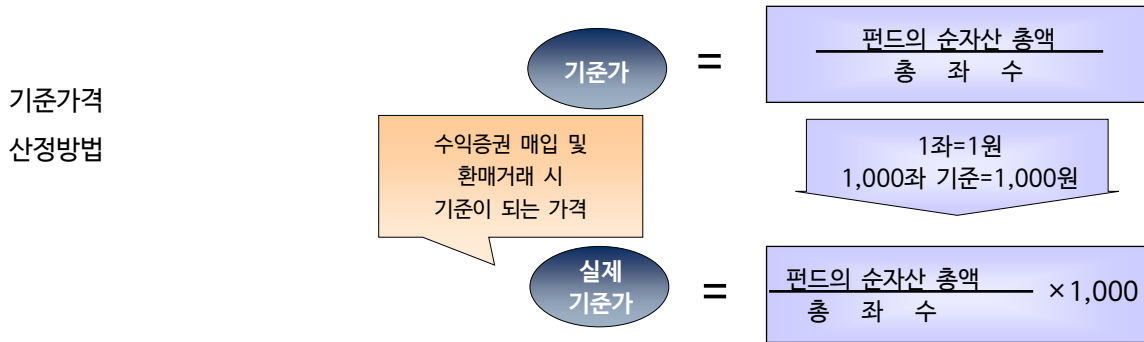 기준가격
산정방법
기준가
=
펀드의 순자산 총액
총 좌 수
수익증권 매입 및
환매거래 시
기준이 되는 가격
1좌=1원
1,000좌 기준=1,000원
실제
기준가
=
펀드의 순자산 총액
총 좌 수
×1,000